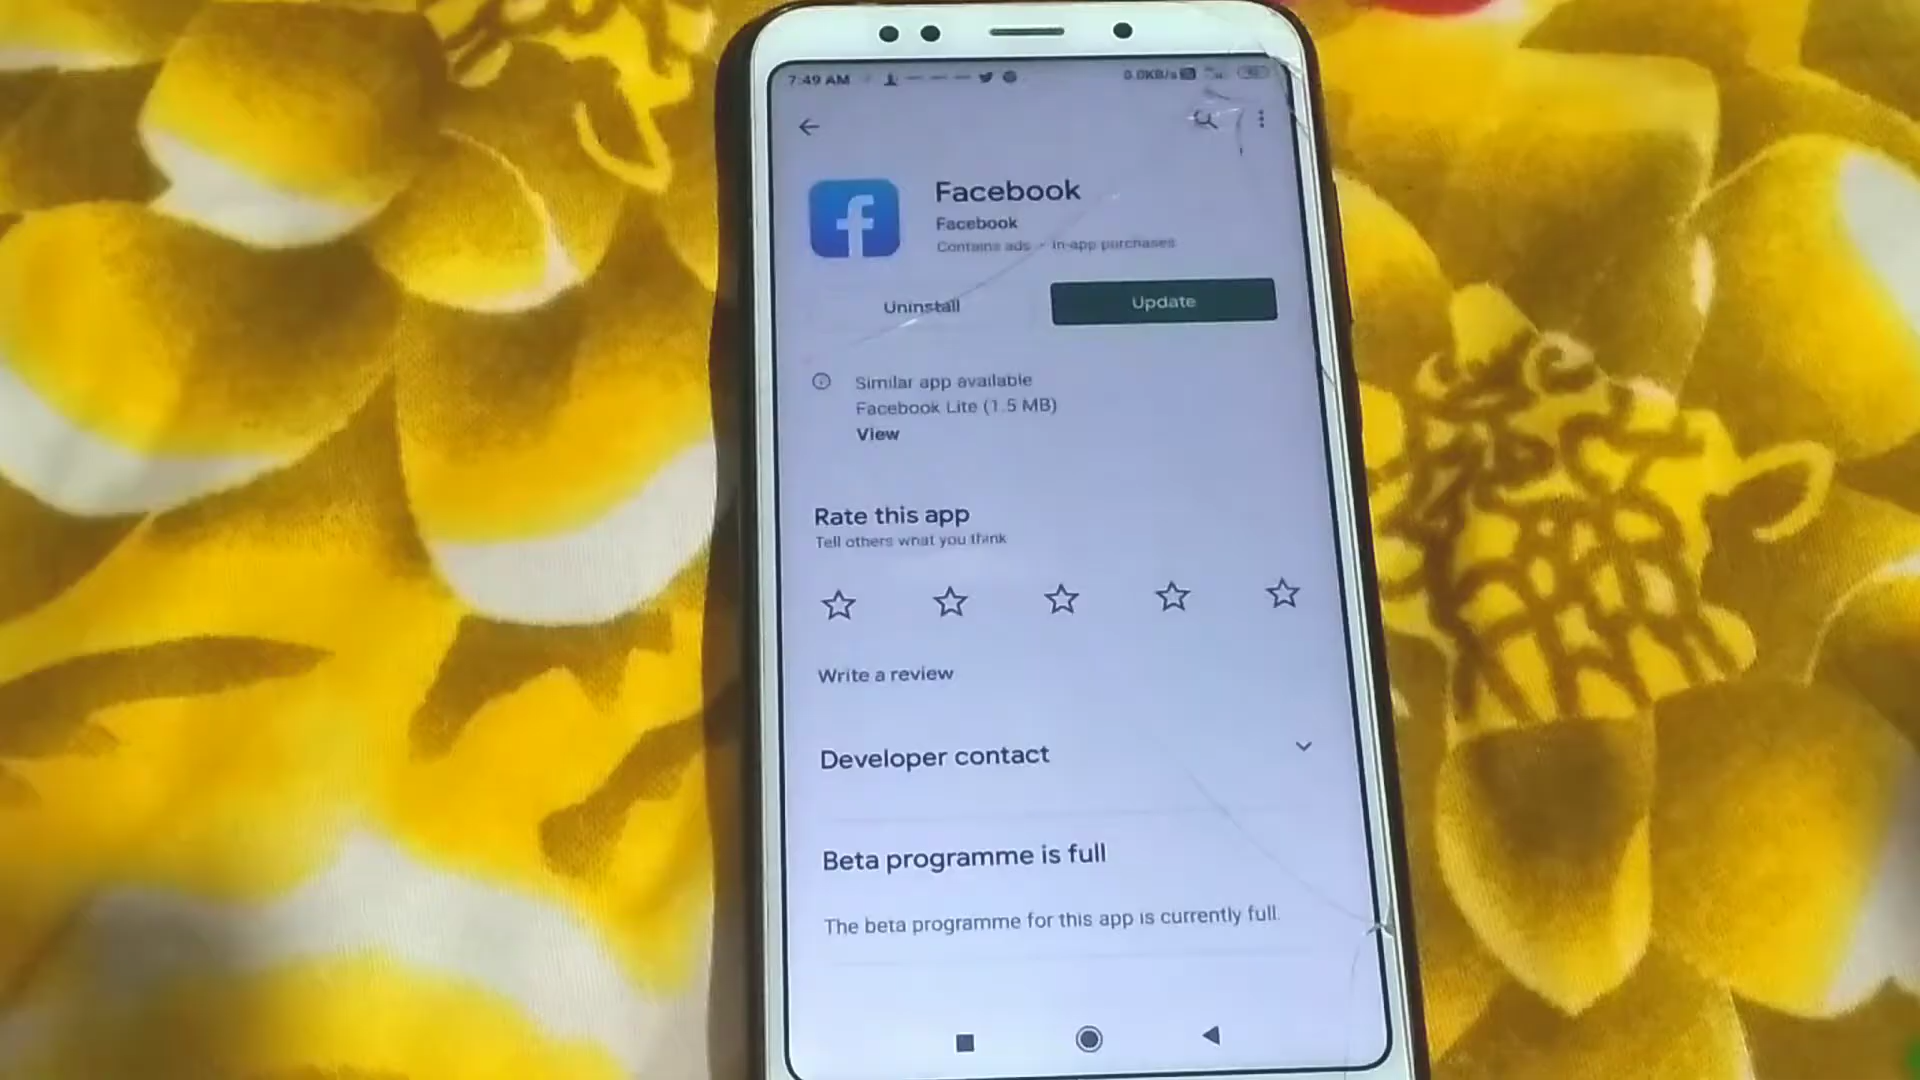 7:49 AM
0.0KB/s
Facebook
Facebook
Contains ads • In-app purchases
Uninstall
Update
Similar app available
Facebook Lite (1.5 MB)
View
Rate this app
Tell others what you think
Write a review
Developer contact
Beta programme is full
The beta programme for this app is currently full.